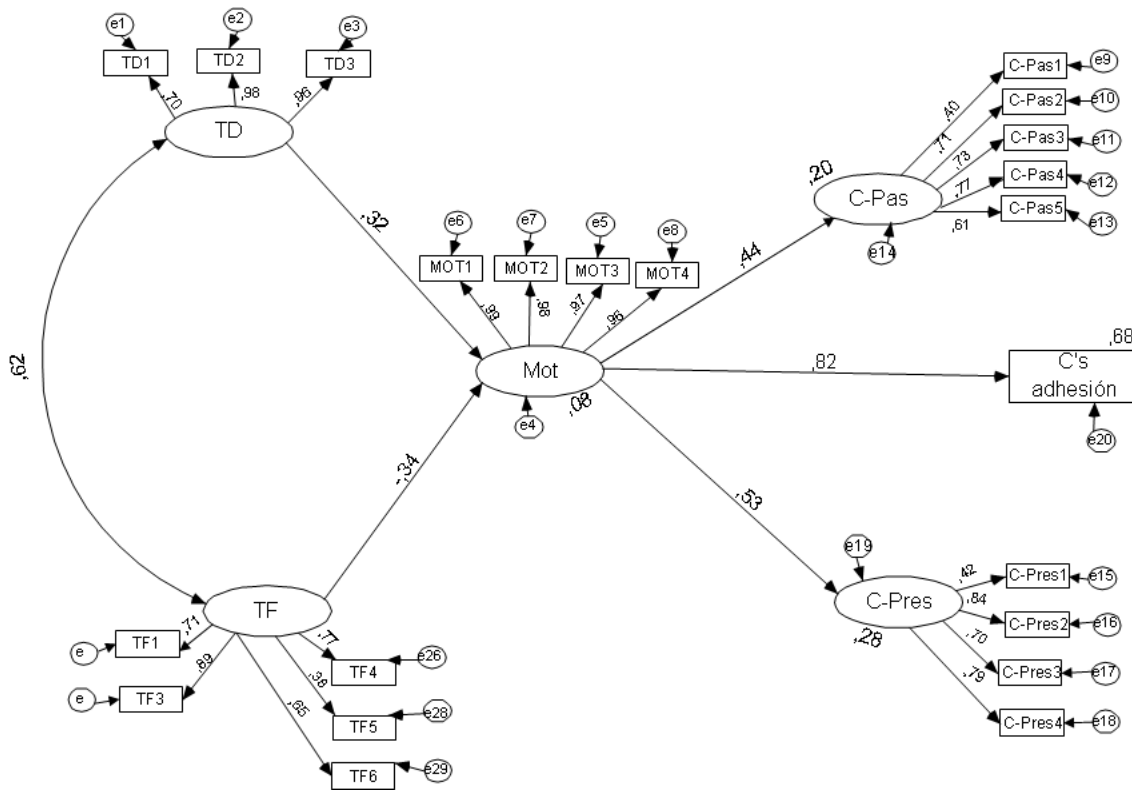 e1
e2
e3
TD1
TD2
TD3
,70
,98
,96
TD
,62
,32
-,34
e6
e7
e5
e8
MOT1
MOT2
MOT3
MOT4
,99
,98
,97
,96
Mot
,08
e4
,44
,82
,53
,20
C-Pas
e14
,40
,71
,73
,77
,61
C-Pas1
e9
C-Pas2
e10
C-Pas3
e11
C-Pas4
e12
C-Pas5
e13
,68
C's
adhesión
e20
e19
C-Pres
,28
,42
,84
,70
,79
C-Pres1
e15
C-Pres2
e16
C-Pres3
e17
C-Pres4
e18
TF
,71
,89
,77
,38
,65
e
TF1
e
TF3
TF4
e26
TF5
e28
TF6
e29